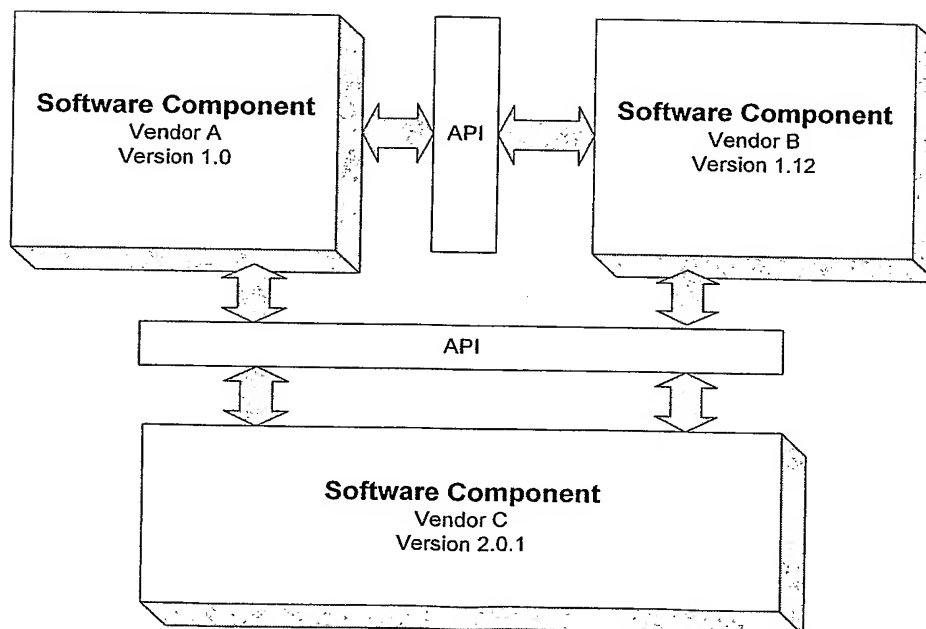 Software Component
Vendor A
Version 1.0
API
Software Component
Vendor B
Version 1.12
API
Software Component
Vendor C
Version 2.0.1